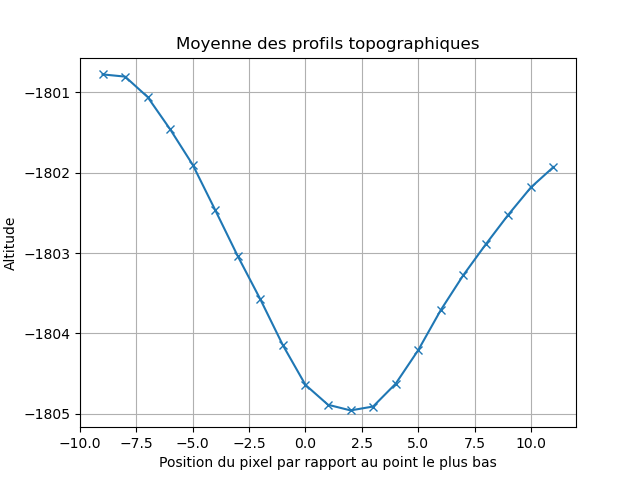 Moyenne des profils topographiques
Altitude
−1801
−1802
−1803
−1804
−1805
−10.0 −7.5 −5.0 −2.5 0.0 2.5 5.0 7.5 10.0
Position du pixel par rapport au point le plus bas